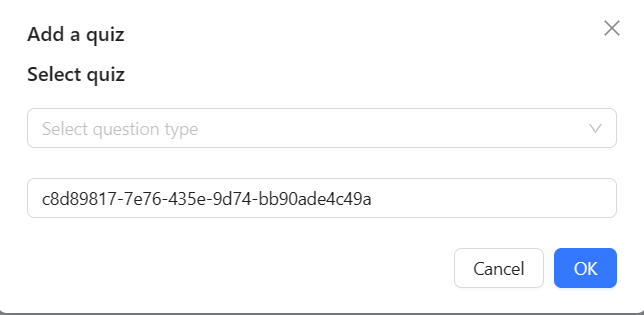 Add a quiz
Select quiz
Select question type
c8d89817-7e76-435e-9d74-bb90ade4c49a
Cancel
OK